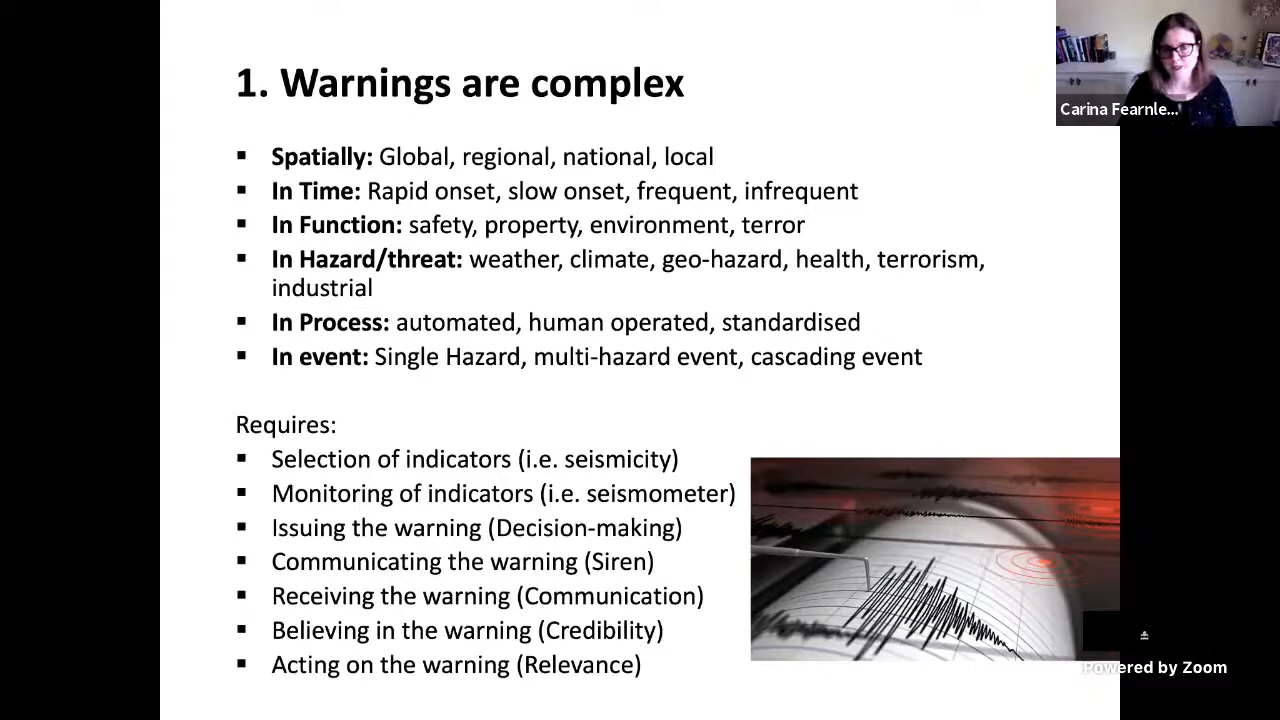 1. Warnings are complex
Carina Fearnle...
▪ Spatially: Global, regional, national, local
▪ In Time: Rapid onset, slow onset, frequent, infrequent
▪ In Function: safety, property, environment, terror
▪ In Hazard/threat: weather, climate, geo-hazard, health, terrorism,
industrial
▪ In Process: automated, human operated, standardised
▪ In event: Single Hazard, multi-hazard event, cascading event
Requires:
▪ Selection of indicators (i.e. seismicity)
▪ Monitoring of indicators (i.e. seismometer)
▪ Issuing the warning (Decision-making)
▪ Communicating the warning (Siren)
▪ Receiving the warning (Communication)
▪ Believing in the warning (Credibility)
▪ Acting on the warning (Relevance)
Powered by Zoom